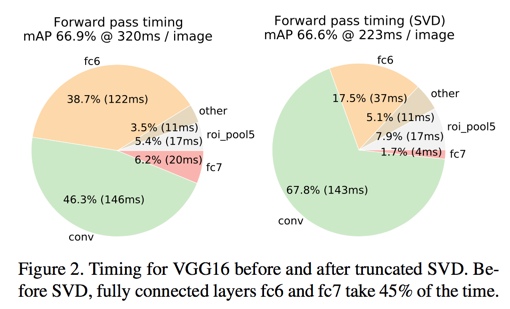 Forward pass timing
mAP 66.9% @ 320ms / image
fc6
38.7% (122ms)
other
3.5% (11ms)
roi_pool5
5.4% (17ms)
6.2% (20ms)
fc7
46.3% (146ms)
conv
Forward pass timing (SVD)
mAP 66.6% @ 223ms / image
fc6
17.5% (37ms)
other
5.1% (11ms)
roi_pool5
7.9% (17ms)
1.7% (4ms)
fc7
67.8% (143ms)
conv
Figure 2. Timing for VGG16 before and after truncated SVD. Be-
fore SVD, fully connected layers fc6 and fc7 take 45% of the time.